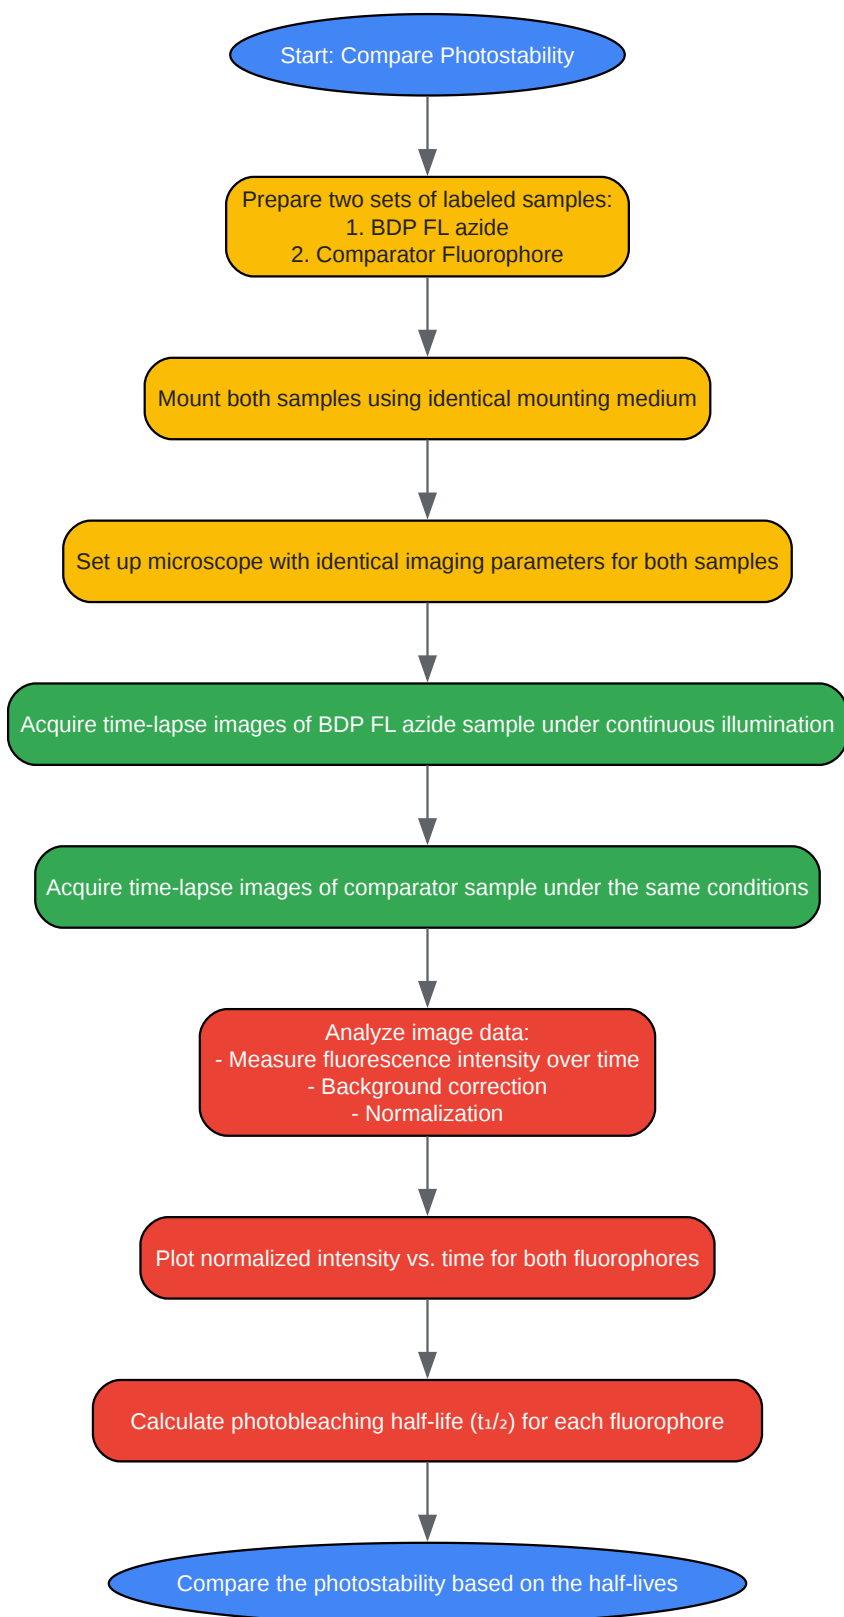 Start: Compare Photostability
Prepare two sets of labeled samples:
1. BDP FL azide
2. Comparator Fluorophore
Mount both samples using identical mounting medium
Set up microscope with identical imaging parameters for both samples
Acquire time-lapse images of BDP FL azide sample under continuous illumination
Acquire time-lapse images of comparator sample under the same conditions
Analyze image data:
- Measure fluorescence intensity over time
- Background correction
- Normalization
Plot normalized intensity vs. time for both fluorophores
Calculate photobleaching half-life (t₁/₂) for each fluorophore
Compare the photostability based on the half-lives